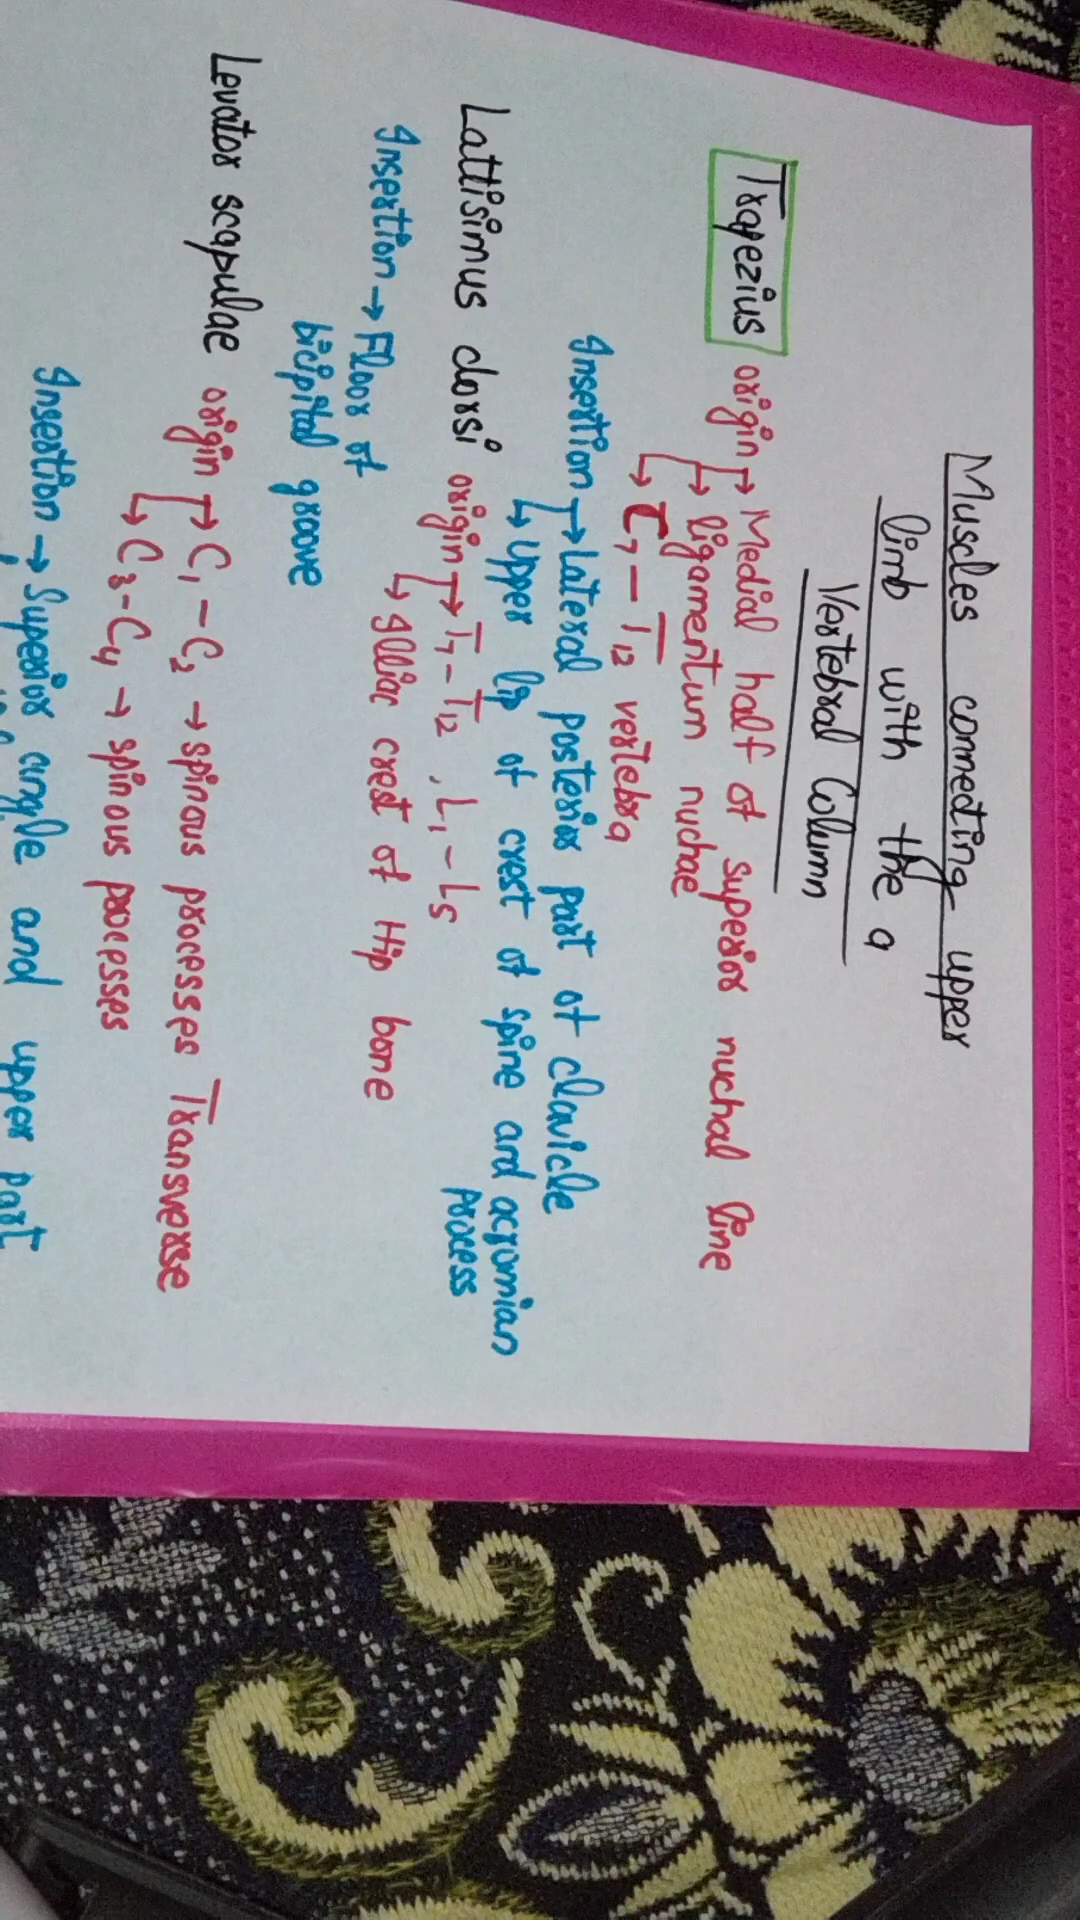 Muscles connecting upper
limb with the a
Vertebral Column
Trapezius origin → Medial half of superior nuchal line
→ ligamentum nuchae
→ C7 – T12 vertebra
Insertion → Lateral posterior part of clavicle
→ upper lip of crest of spine and acromian
process
Lattisimus dorsi origin → T7 – T12, L1 – L5
→ Illiac crest of Hip bone
Insertion → Floor of
bicipital groove
Levator scapulae origin → C1 – C2 → spinous processes Transverse
→ C3 – C4 → spinous processes
Insertion → Superior angle and upper part